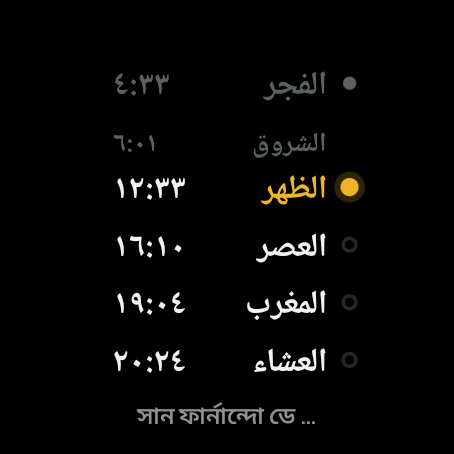 الفجر ٤:٣٣
الشروق ٦:٠١
الظهر ١٢:٣٣
العصر ١٦:١٠
المغرب ١٩:٠٤
العشاء ٢٠:٢٤
সান ফার্নান্দো ডে ...